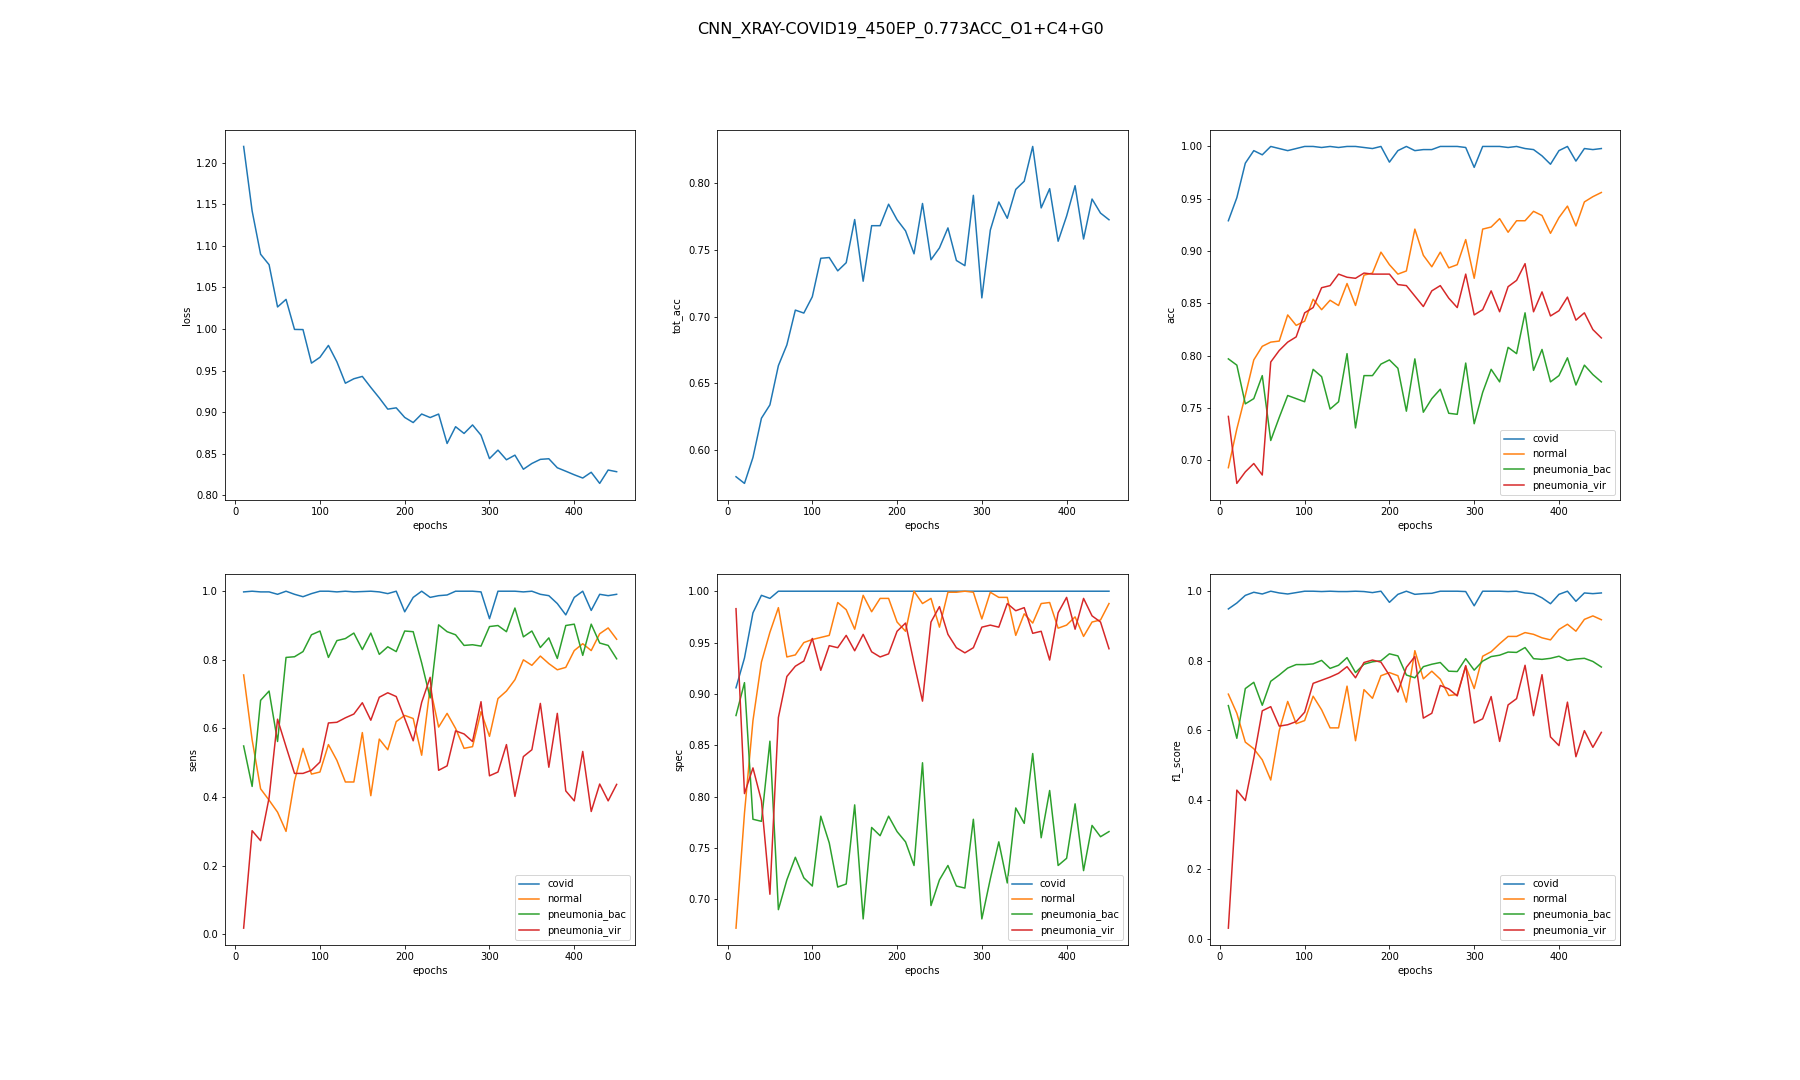 CNN_XRAY-COVID19_450EP_0.773ACC_O1+C4+G0
1.20
1.15
1.10
1.05
1.00
0.95
0.90
0.85
0.80
loss
0
100
200
300
400
epochs
0.80
0.75
0.70
0.65
0.60
tot_acc
0
100
200
300
400
epochs
1.00
0.95
0.90
0.85
0.80
0.75
0.70
acc
covid
normal
pneumonia_bac
pneumonia_vir
0
100
200
300
400
epochs
1.0
0.8
0.6
0.4
0.2
0.0
sens
covid
normal
pneumonia_bac
pneumonia_vir
0
100
200
300
400
epochs
1.00
0.95
0.90
0.85
0.80
0.75
0.70
spec
covid
normal
pneumonia_bac
pneumonia_vir
0
100
200
300
400
epochs
1.0
0.8
0.6
0.4
0.2
0.0
f1_score
covid
normal
pneumonia_bac
pneumonia_vir
0
100
200
300
400
epochs